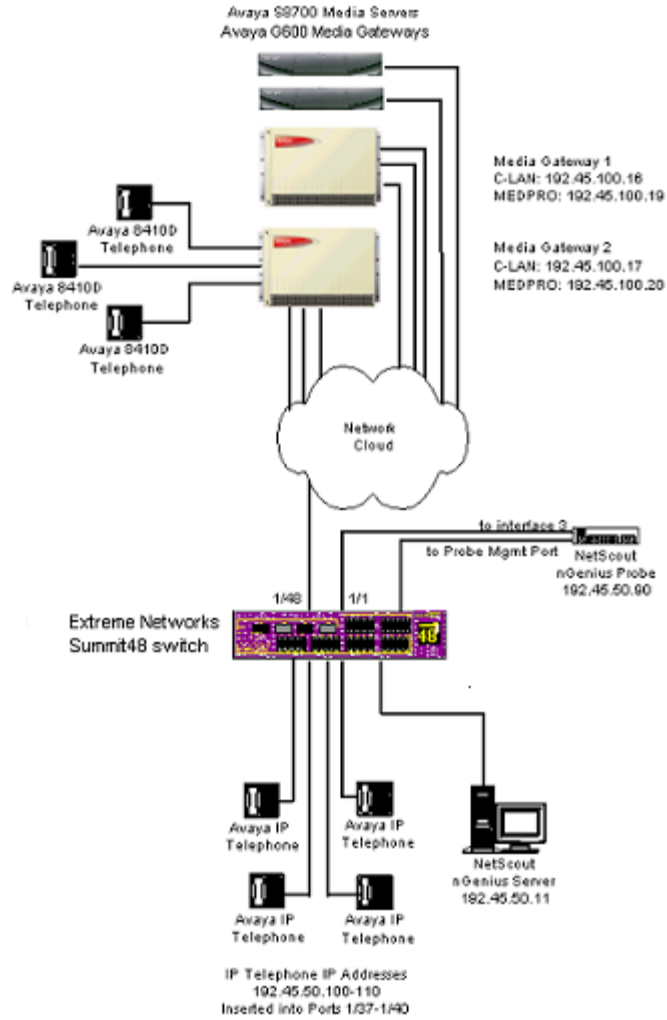 Avaya S8700 Media Servers
Avaya G600 Media Gateways
Media Gateway 1
C-LAN: 192.45.100.16
MEDPRO: 192.45.100.19
Avaya 8410D
Telephone
Media Gateway 2
C-LAN: 192.45.100.17
MEDPRO: 192.45.100.20
Avaya 8410D
Telephone
Avaya 8410D
Telephone
Network
Cloud
to interface 3
to Probe Mgmt Port
NetScout
nGenius Probe
192.45.50.90
1/48
1/1
Extreme Networks
Summit48 switch
48
Avaya IP
Telephone
Avaya IP
Telephone
NetScout
nGenius Server
192.45.50.11
Avaya IP
Telephone
Avaya IP
Telephone
IP Telephone IP Addresses
192.45.50.100-110
Inserted into Ports 1/37-1/40